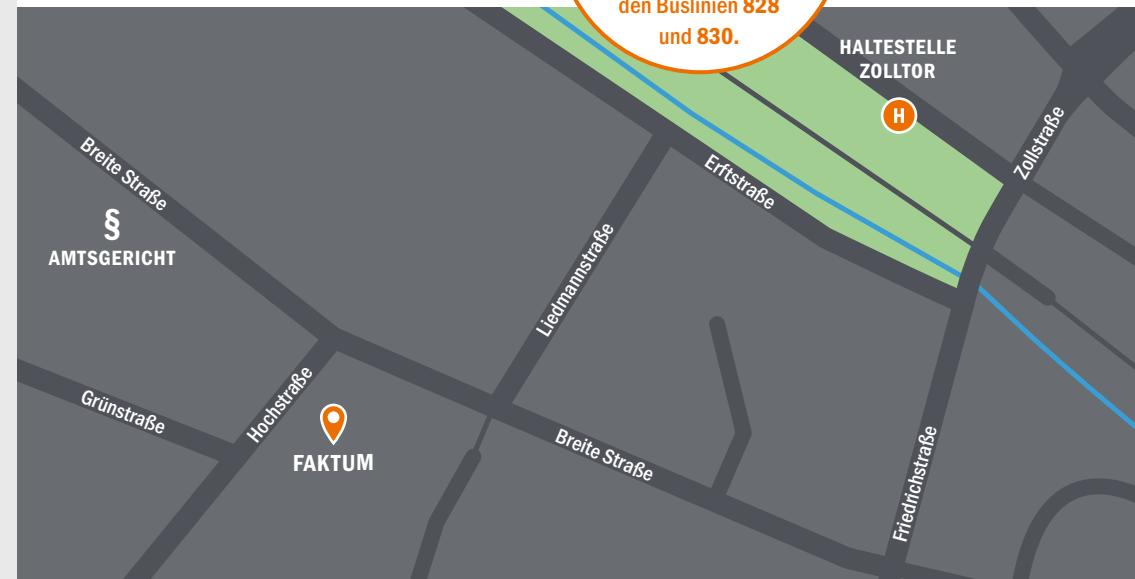 den Buslinien 828
und 830.
HALTESTELLE
ZOLLTOR
H
Zollstraße
Breite Straße
Erftstraße
§
AMTSGERICHT
Liedmannstraße
Grünstraße
Hochstraße
FAKTUM
Breite Straße
Friedrichstraße